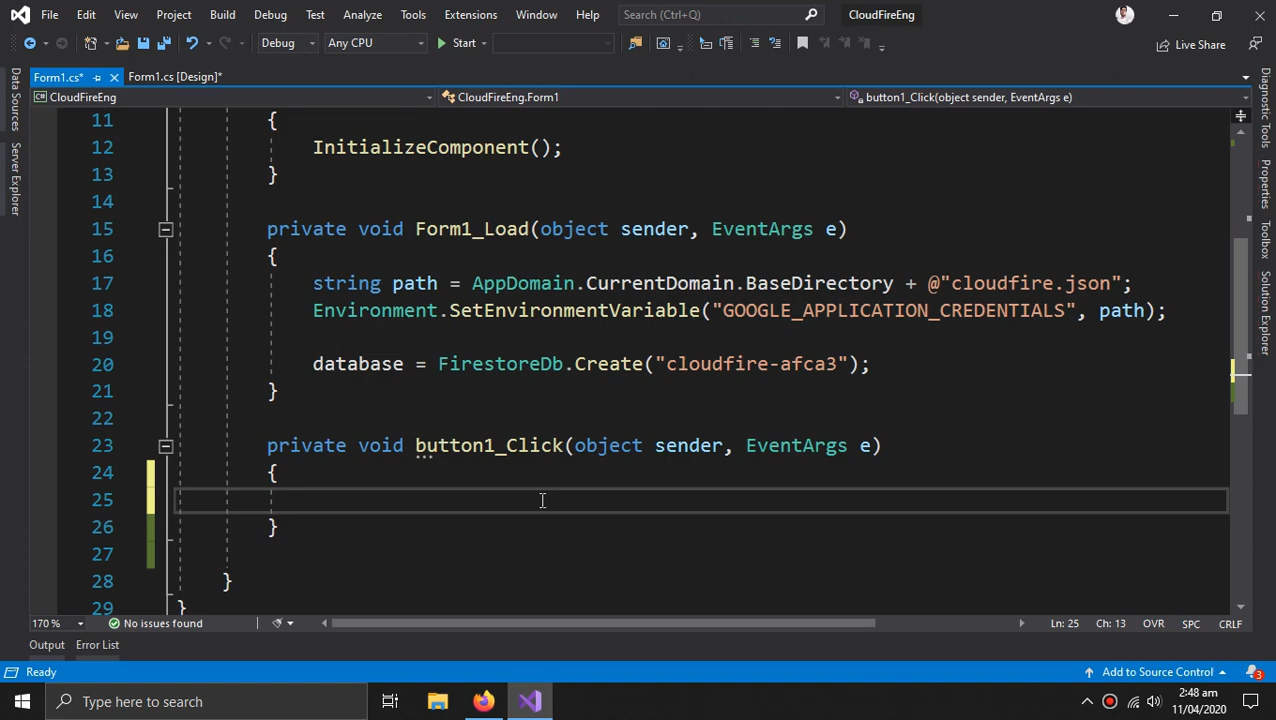 File Edit View Project Build Debug Test Analyze Tools Extensions Window Help Search (Ctrl+Q) CloudFireEng
Debug Any CPU Start Live Share
Form1.cs* Form1.cs [Design]*
CloudFireEng CloudFireEng.Form1 button1_Click(object sender, EventArgs e)
Data Sources
Server Explorer
Diagnostic Tools
Properties
Solution Explorer
11 {
12 InitializeComponent();
13 }
14
15 private void Form1_Load(object sender, EventArgs e)
16 {
17 string path = AppDomain.CurrentDomain.BaseDirectory + @"cloudfire.json";
18 Environment.SetEnvironmentVariable("GOOGLE_APPLICATION_CREDENTIALS", path);
19
20 database = FirestoreDb.Create("cloudfire-afca3");
21 }
22
23 private void button1_Click(object sender, EventArgs e)
24 {
25
26 }
27
28 }
29 }
170 % No issues found Ln: 25 Ch: 13 OVR SPC CRLF
Output Error List
Ready Add to Source Control 3
Type here to search 2:48 am
11/04/2020